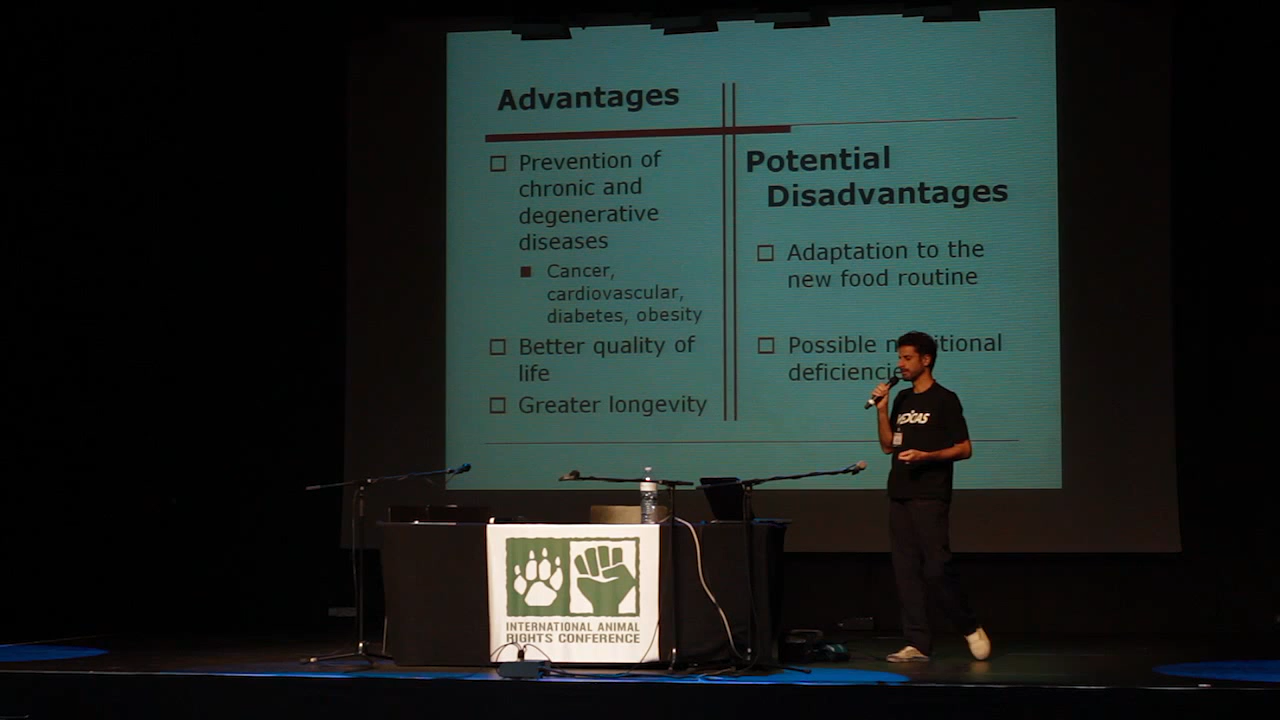 Advantages
Prevention of
chronic and
degenerative
diseases
Cancer,
cardiovascular,
diabetes, obesity
Better quality of
life
Greater longevity
Potential
Disadvantages
Adaptation to the
new food routine
Possible
INTERNATIONAL ANIMAL
RIGHTS CONFERENCE